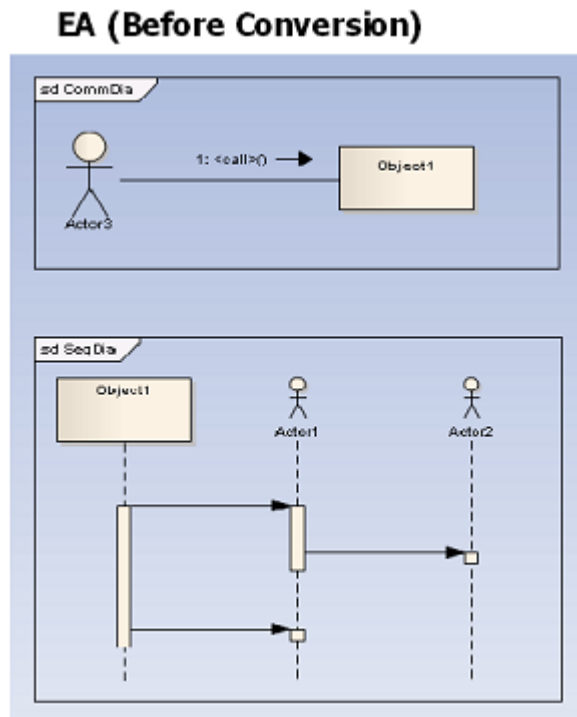 EA (Before Conversion)
sd CommDia
1: <call>()
Object1
Actor3
sd SeqDia
Object1
Actor1
Actor2